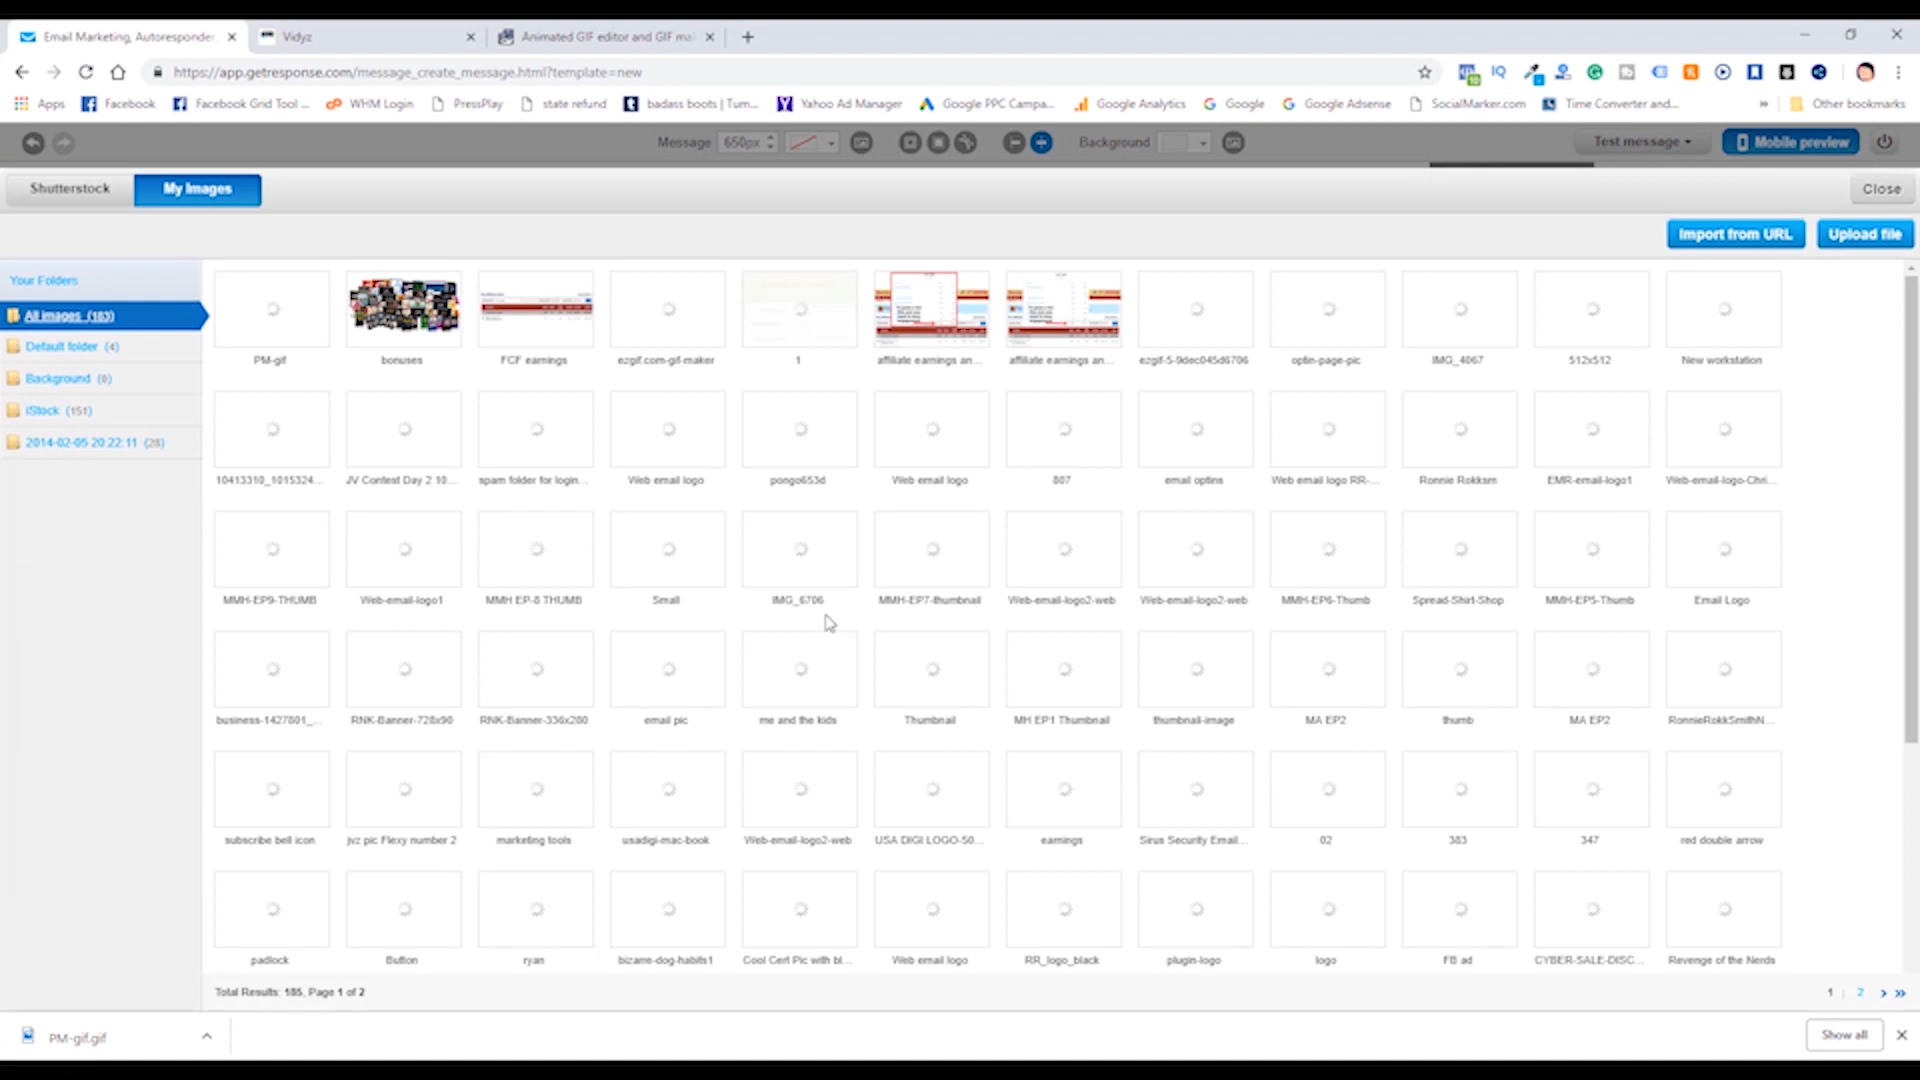 Email Marketing, Autoresponder,
Vidyz
Animated GIF editor and GIF ma
https://app.getresponse.com/message_create_message.html?template=new
Apps
Facebook
Facebook Grid Tool ...
WHM Login
PressPlay
state refund
badass boots | Tum...
Yahoo Ad Manager
Google PPC Campa...
Google Analytics
Google
Google Adsense
SocialMarker.com
Time Converter and...
Other bookmarks
Message 650px
Background
Test message
Mobile preview
Shutterstock
My Images
Close
Import from URL
Upload file
Your Folders
All images (183)
Default folder (4)
Background (0)
iStock (151)
2014-02-05 20:22:11 (28)
PM-gif
bonuses
FCF earnings
ezgif.com-gif-maker
1
affiliate earnings an...
affiliate earnings an...
ezgif-5-9dec045d6706
optin-page-pic
IMG_4067
512x512
New workstation
10413310_1015324...
JV Contest Day 2 10...
spam folder for login...
Web email logo
pongo653d
Web email logo
807
email optins
Web email logo RR-...
Ronnie Rokksm
EMR-email-logo1
Web-email-logo-Chri...
MMH-EP9-THUMB
Web-email-logo1
MMH EP-8 THUMB
Small
IMG_6706
MMH-EP7-thumbnail
Web-email-logo2-web
Web-email-logo2-web
MMH-EP6-Thumb
Spread-Shirt-Shop
MMH-EP5-Thumb
Email Logo
business-1427801_...
RNK-Banner-728x90
RNK-Banner-336x280
email pic
me and the kids
Thumbnail
MH EP1 Thumbnail
thumbnail-image
MA EP2
thumb
MA EP2
RonnieRokkSmithN...
subscribe bell icon
jvz pic Flexy number 2
marketing tools
usadigi-mac-book
Web-email-logo2-web
USA DIGI LOGO-50...
earnings
Sirus Security Email...
02
383
347
red double arrow
padlock
Button
ryan
bizarre-dog-habits1
Cool Cert Pic with bl...
Web email logo
RR_logo_black
plugin-logo
logo
FB ad
CYBER-SALE-DISC...
Revenge of the Nerds
Total Results: 185, Page 1 of 2
1 | 2
PM-gif.gif
Show all